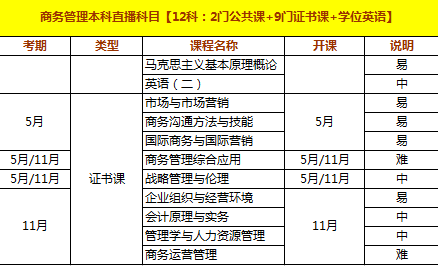 商务管理本科直播科目【12科：2门公共课+9门证书课+学位英语】
考期 类型 课程名称 开课 说明
马克思主义基本原理概论 易
英语（二） 中
市场与市场营销 易
5月 商务沟通方法与技能 5月 易
国际商务与国际营销 易
5月/11月 商务管理综合应用 5月/11月 难
5月/11月 证书课 战略管理与伦理 5月/11月 中
企业组织与经营环境 易
11月 会计原理与实务 11月 中
管理学与人力资源管理 中
商务运营管理 难